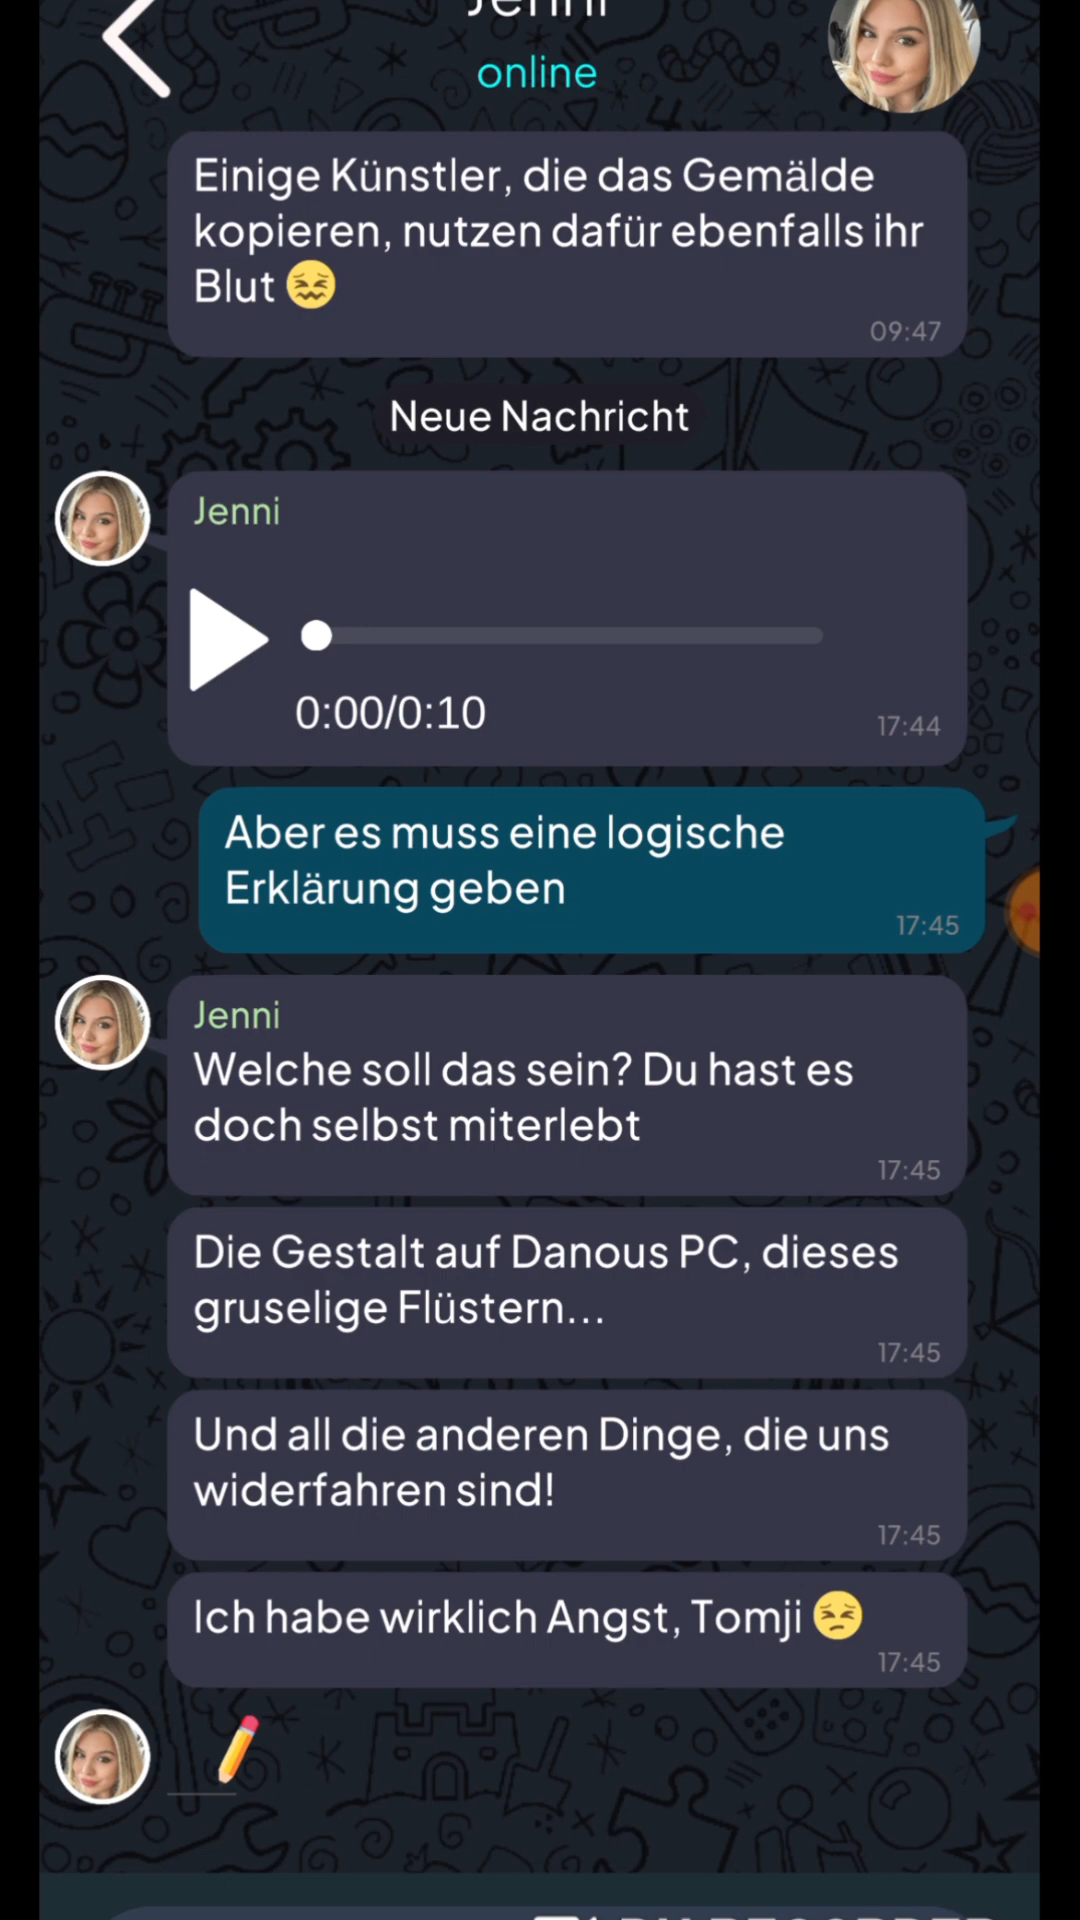 Jenni
online
Einige Künstler, die das Gemälde
kopieren, nutzen dafür ebenfalls ihr
Blut 😖
09:47
Neue Nachricht
Jenni
0:00/0:10
17:44
Aber es muss eine logische
Erklärung geben
17:45
Jenni
Welche soll das sein? Du hast es
doch selbst miterlebt
17:45
Die Gestalt auf Danous PC, dieses
gruselige Flüstern...
17:45
Und all die anderen Dinge, die uns
widerfahren sind!
17:45
Ich habe wirklich Angst, Tomji 😣
17:45